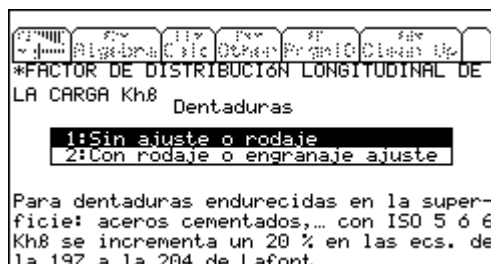 Algebra Calc Other PrgmIO Clean Up
*FACTOR DE DISTRIBUCIóN LONGITUDINAL DE
LA CARGA Khß
Dentaduras
1:Sin ajuste o rodaje
2:Con rodaje o engranaje ajuste
Para dentaduras endurecidas en la super-
ficie: aceros cementados,… con ISO 5 ó 6
Khß se incrementa un 20 % en las ecs. de
la 197 a la 204 de Lafont